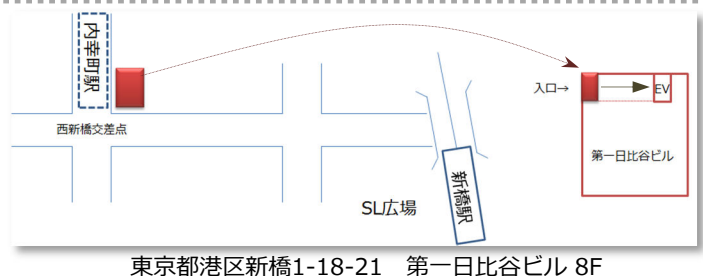 内幸町駅
入口→
EV
西新橋交差点
第一日比谷ビル
新橋駅
SL広場
東京都港区新橋1-18-21　第一日比谷ビル 8F